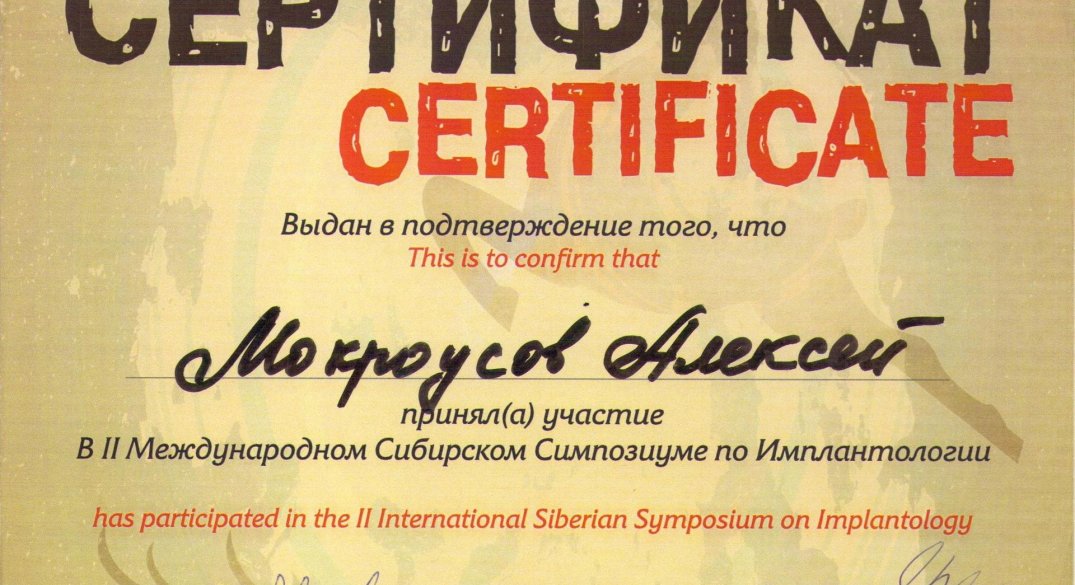 СЕРТИФИКАТ
CERTIFICATE
Выдан в подтверждение того, что
This is to confirm that
Мокроусов Алексей
принял(а) участие
В II Международном Сибирском Симпозиуме по Имплантологии
has participated in the II International Siberian Symposium on Implantology